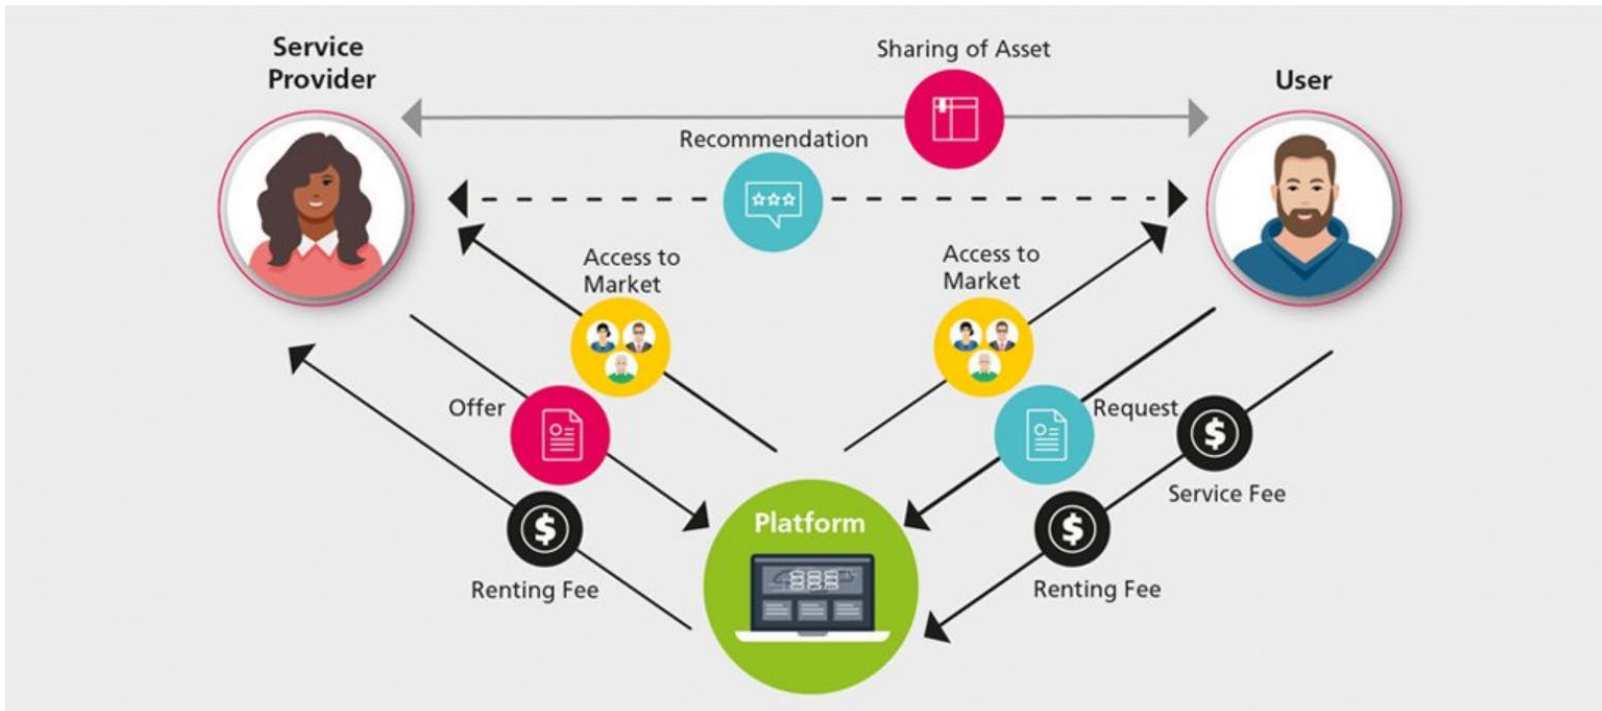 Service
Provider
Sharing of Asset
User
Recommendation
Access to
Market
Access to
Market
Offer
Request
Service Fee
Platform
Renting Fee
Renting Fee